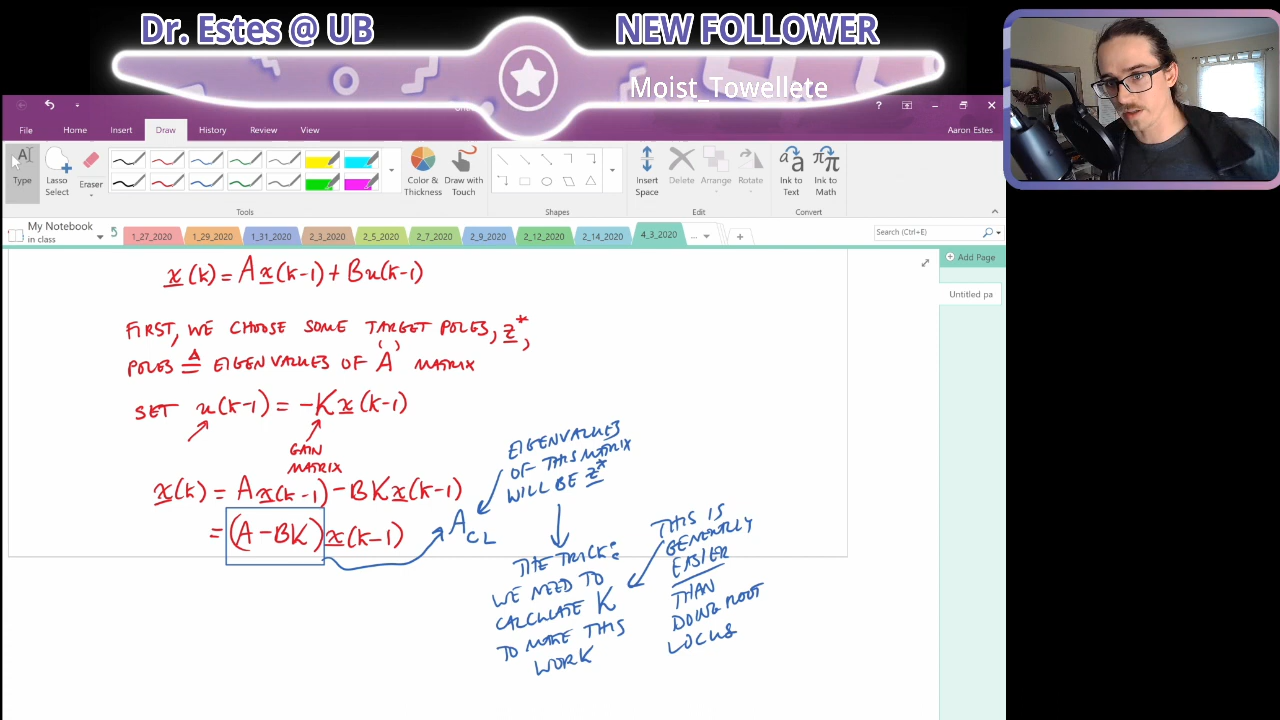 Dr. Estes @ UB
NEW FOLLOWER
Moist_Towellete
?
Aaron Estes
File
Home
Insert
Draw
History
Review
View
Type
Lasso
Select
Eraser
Color &
Thickness
Draw with
Touch
Insert
Space
Delete
Arrange
Rotate
Ink to
Text
Ink to
Math
Tools
Shapes
Edit
Convert
My Notebook
in class
1_27_2020
1_29_2020
1_31_2020
2_3_2020
2_5_2020
2_7_2020
2_9_2020
2_12_2020
2_14_2020
4_3_2020
...
+
Search (Ctrl+E)
Add Page
Untitled pa
x(k) = Ax(k-1) + Bu(k-1)
FIRST, WE CHOOSE SOME TARGET POLES, z*,
POLES ≜ EIGENVALUES OF "A" MATRIX
SET u(k-1) = -Kx(k-1)
GAIN
MATRIX
x(k) = Ax(k-1) - BKx(k-1)
= (A - BK)x(k-1)
A_CL
EIGENVALUES
OF THIS MATRIX
WILL BE z*
THE TRICK:
WE NEED TO
CALCULATE K
TO MAKE THIS
WORK
THIS IS
GENERALLY
EASIER
THAN
DOING ROOT
LOCUS